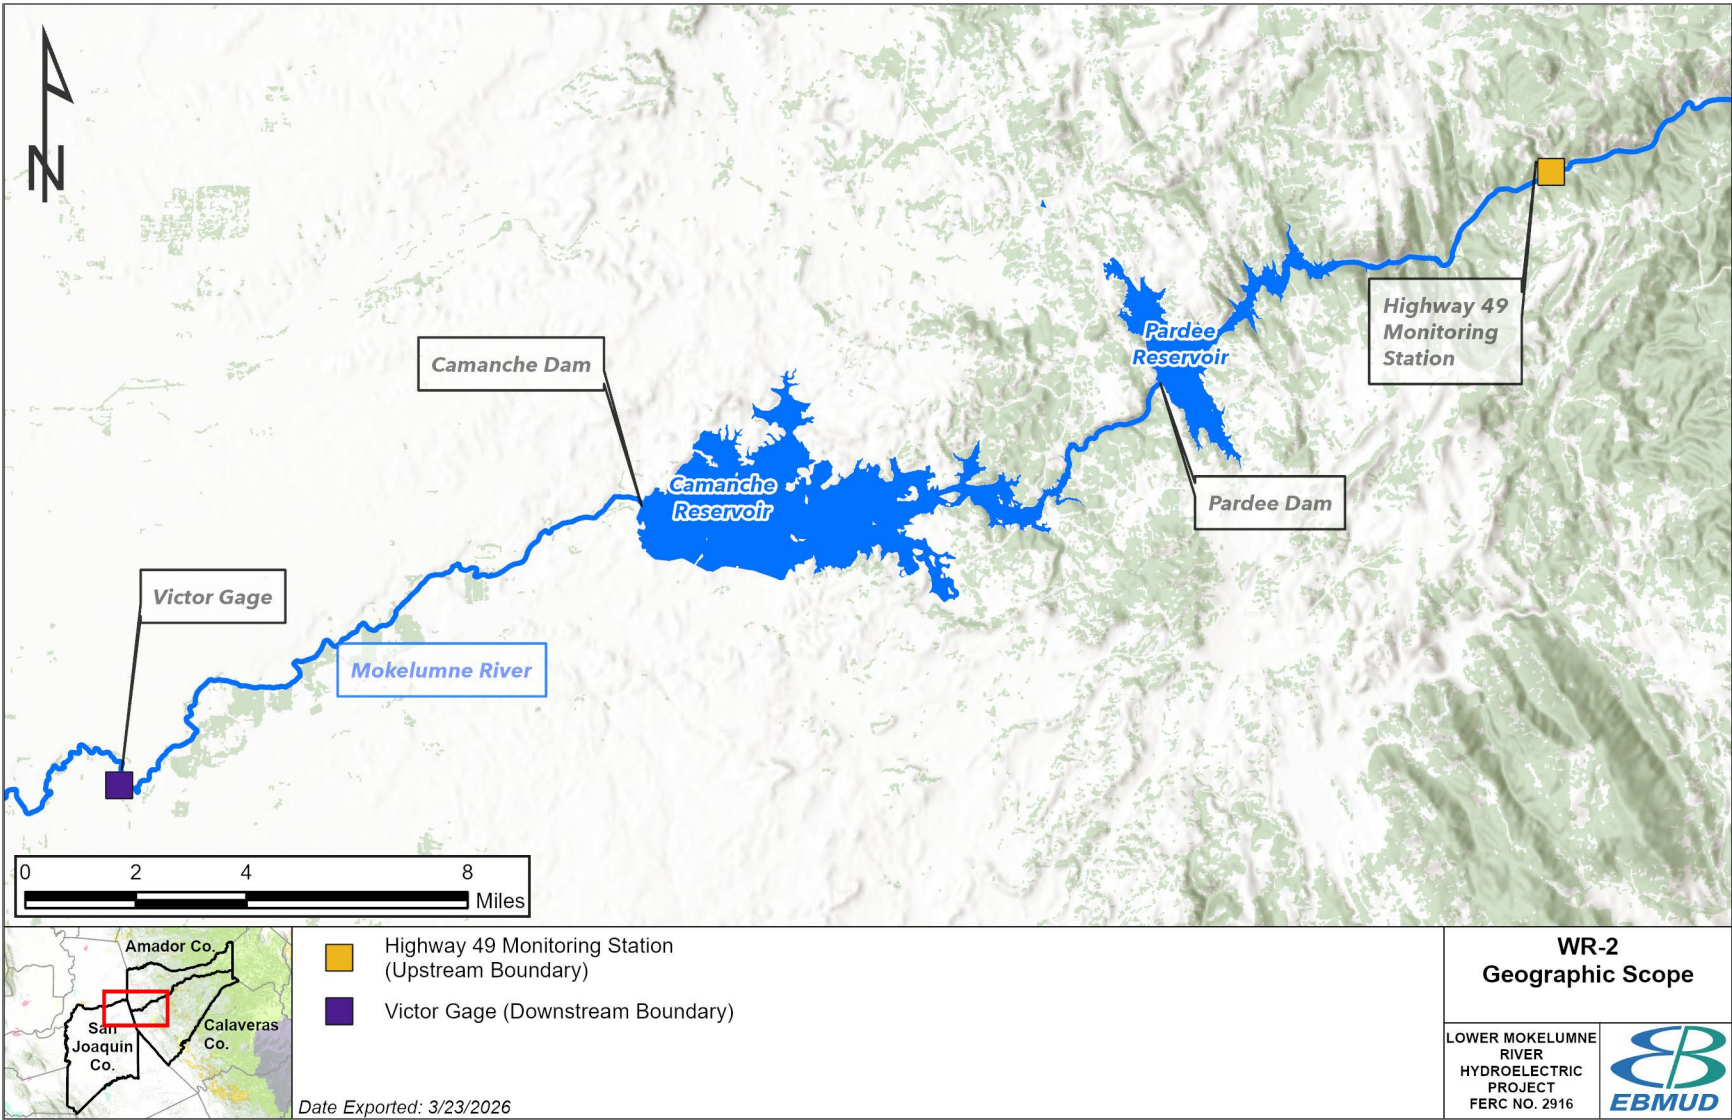 N
Highway 49
Monitoring
Station
Pardee
Reservoir
Camanche Dam
Camanche
Reservoir
Pardee Dam
Victor Gage
Mokelumne River
0 2 4 8
Miles
Amador Co.
San
Joaquin
Co.
Calaveras
Co.
Highway 49 Monitoring Station
(Upstream Boundary)
Victor Gage (Downstream Boundary)
Date Exported: 3/23/2026
WR-2
Geographic Scope
LOWER MOKELUMNE
RIVER
HYDROELECTRIC
PROJECT
FERC NO. 2916
EBMUD